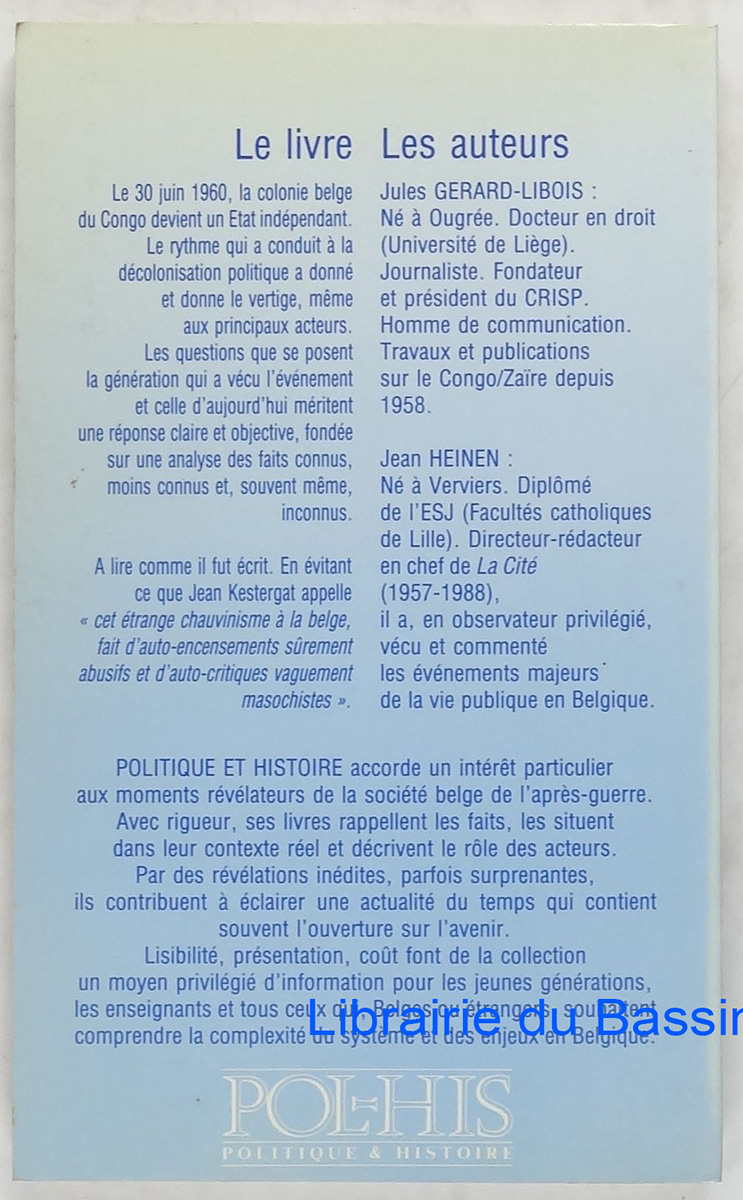 Le livre
Le 30 juin 1960, la colonie belge
du Congo devient un Etat indépendant.
Le rythme qui a conduit à la
décolonisation politique a donné
et donne le vertige, même
aux principaux acteurs.
Les questions que se posent
la génération qui a vécu l'événement
et celle d'aujourd'hui méritent
une réponse claire et objective, fondée
sur une analyse des faits connus,
moins connus et, souvent même,
inconnus.
A lire comme il fut écrit. En évitant
ce que Jean Kestergat appelle
« cet étrange chauvinisme à la belge,
fait d'auto-encensements sûrement
abusifs et d'auto-critiques vaguement
masochistes ».
Les auteurs
Jules GERARD-LIBOIS :
Né à Ougrée. Docteur en droit
(Université de Liège).
Journaliste. Fondateur
et président du CRISP.
Homme de communication.
Travaux et publications
sur le Congo/Zaïre depuis
1958.
Jean HEINEN :
Né à Verviers. Diplômé
de l'ESJ (Facultés catholiques
de Lille). Directeur-rédacteur
en chef de La Cité
(1957-1988),
il a, en observateur privilégié,
vécu et commenté
les événements majeurs
de la vie publique en Belgique.
POLITIQUE ET HISTOIRE accorde un intérêt particulier
aux moments révélateurs de la société belge de l'après-guerre.
Avec rigueur, ses livres rappellent les faits, les situent
dans leur contexte réel et décrivent le rôle des acteurs.
Par des révélations inédites, parfois surprenantes,
ils contribuent à éclairer une actualité du temps qui contient
souvent l'ouverture sur l'avenir.
Lisibilité, présentation, coût font de la collection
un moyen privilégié d'information pour les jeunes générations,
les enseignants et tous ceux qui, Belges ou étrangers, souhaitent
comprendre la complexité du système et des enjeux en Belgique.
Librairie du Bassin
POL-HIS
POLITIQUE & HISTOIRE